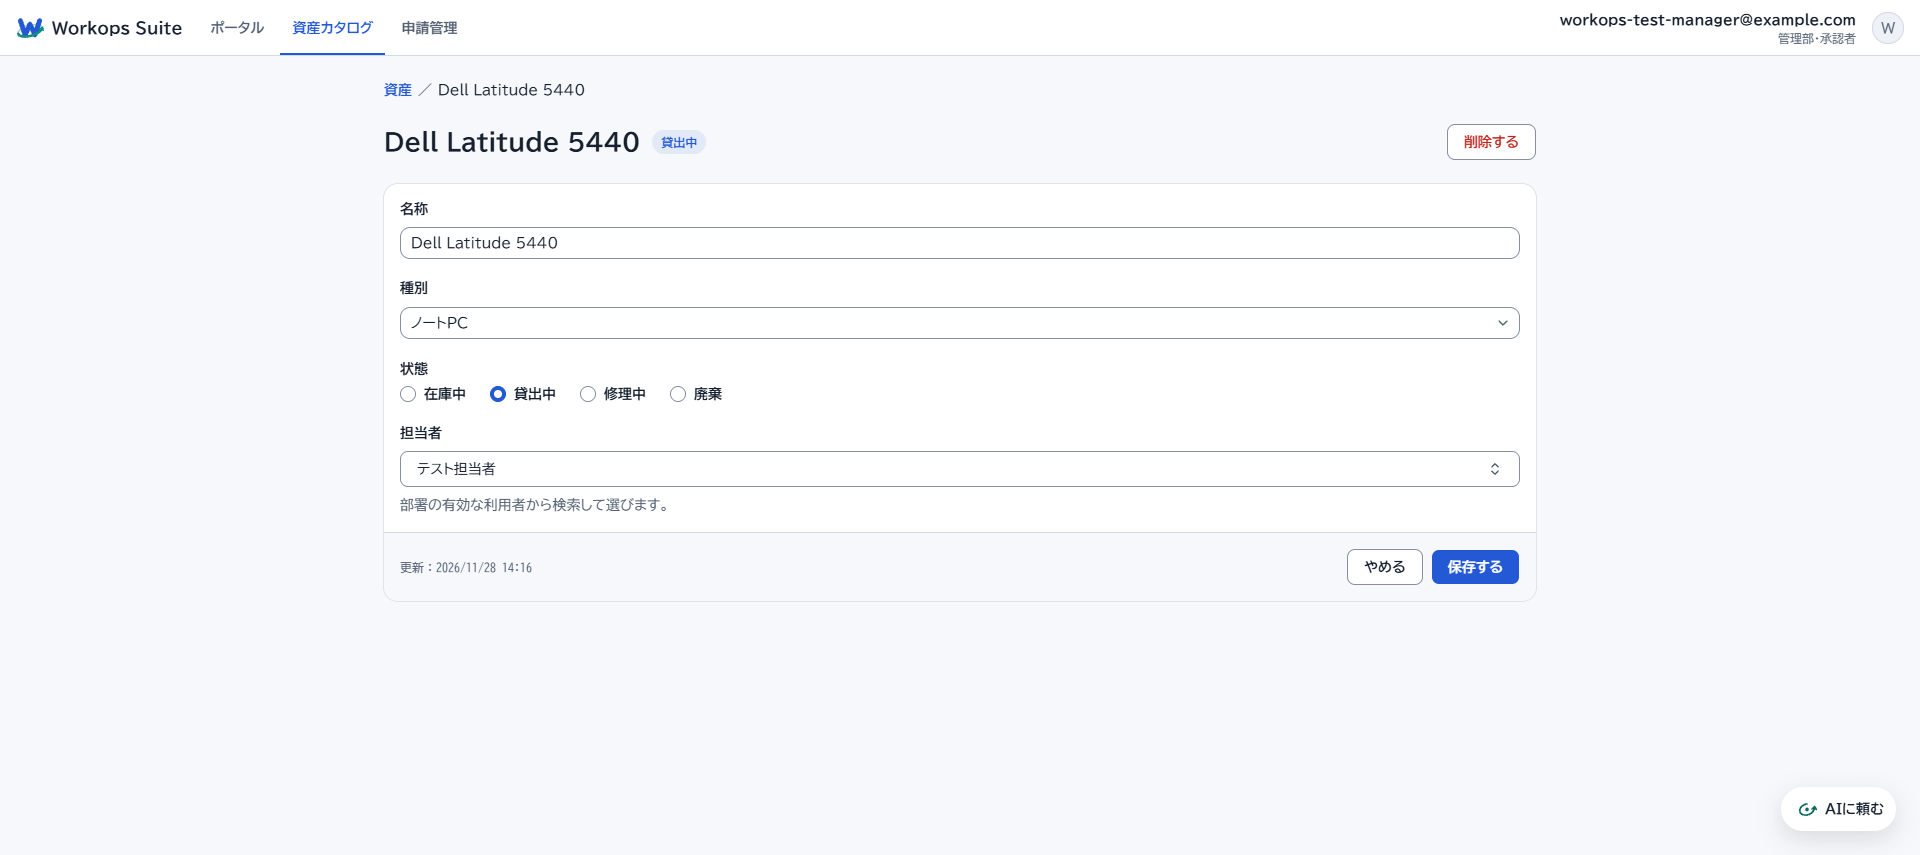 Workops Suite
ポータル
資産カタログ
申請管理
workops-test-manager@example.com
管理部・承認者
W
資産 ／ Dell Latitude 5440
Dell Latitude 5440
貸出中
削除する
名称
Dell Latitude 5440
種別
ノートPC
状態
在庫中
貸出中
修理中
廃棄
担当者
テスト担当者
部署の有効な利用者から検索して選びます。
更新：2026/11/28 14:16
やめる
保存する
AIに頼む